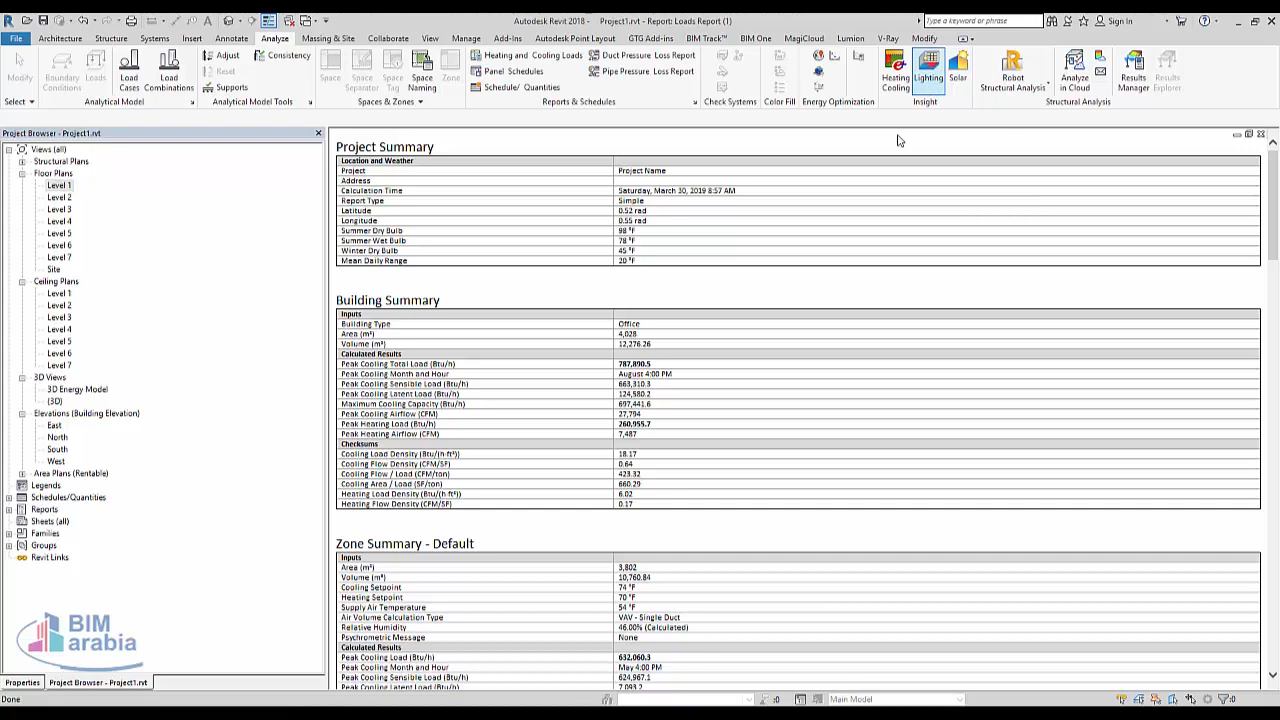 Autodesk Revit 2018 - Project1.rvt - Report: Loads Report (1)
Type a keyword or phrase
Sign In
File Architecture Structure Systems Insert Annotate Analyze Massing & Site Collaborate View Manage Add-Ins Autodesk Point Layout GTG Add-ins BIM Track™ BIM One MagiCloud Lumion V-Ray Modify
Modify
Boundary Conditions
Loads
Load Cases
Load Combinations
Adjust
Reset
Supports
Consistency
Space
Space Separator
Space Tag
Space Naming
Zone
Heating and Cooling Loads
Panel Schedules
Schedule/ Quantities
Duct Pressure Loss Report
Pipe Pressure Loss Report
Heating Cooling
Lighting
Solar
Robot Structural Analysis
Analyze in Cloud
Results Manager
Results Explorer
Select Analytical Model Analytical Model Tools Spaces & Zones Reports & Schedules Check Systems Color Fill Energy Optimization Insight Structural Analysis
Project Browser - Project1.rvt
Views (all)
Structural Plans
Floor Plans
Level 1
Level 2
Level 3
Level 4
Level 5
Level 6
Level 7
Site
Ceiling Plans
Level 1
Level 2
Level 3
Level 4
Level 5
Level 6
Level 7
3D Views
3D Energy Model
{3D}
Elevations (Building Elevation)
East
North
South
West
Area Plans (Rentable)
Legends
Schedules/Quantities
Reports
Sheets (all)
Families
Groups
Revit Links
BIM
arabia
Properties Project Browser - Project1.rvt
Project Summary
Location and Weather
Project Project Name
Address
Calculation Time Saturday, March 30, 2019 8:57 AM
Report Type Simple
Latitude 0.52 rad
Longitude 0.55 rad
Summer Dry Bulb 98 °F
Summer Wet Bulb 78 °F
Winter Dry Bulb 45 °F
Mean Daily Range 20 °F
Building Summary
Inputs
Building Type Office
Area (m²) 4,028
Volume (m³) 12,276.26
Calculated Results
Peak Cooling Total Load (Btu/h) 787,890.5
Peak Cooling Month and Hour August 4:00 PM
Peak Cooling Sensible Load (Btu/h) 663,310.3
Peak Cooling Latent Load (Btu/h) 124,580.2
Maximum Cooling Capacity (Btu/h) 697,441.6
Peak Cooling Airflow (CFM) 27,794
Peak Heating Load (Btu/h) 260,955.7
Peak Heating Airflow (CFM) 7,487
Checksums
Cooling Load Density (Btu/(h·ft²)) 18.17
Cooling Flow Density (CFM/SF) 0.64
Cooling Flow / Load (CFM/ton) 423.32
Cooling Area / Load (SF/ton) 660.29
Heating Load Density (Btu/(h·ft²)) 6.02
Heating Flow Density (CFM/SF) 0.17
Zone Summary - Default
Inputs
Area (m²) 3,802
Volume (m³) 10,760.84
Cooling Setpoint 74 °F
Heating Setpoint 70 °F
Supply Air Temperature 54 °F
Air Volume Calculation Type VAV - Single Duct
Relative Humidity 46.00% (Calculated)
Psychrometric Message None
Calculated Results
Peak Cooling Load (Btu/h) 632,060.3
Peak Cooling Month and Hour May 4:00 PM
Peak Cooling Sensible Load (Btu/h) 624,967.1
Peak Cooling Latent Load (Btu/h) 7,093.2
Done
:0
Main Model
:0